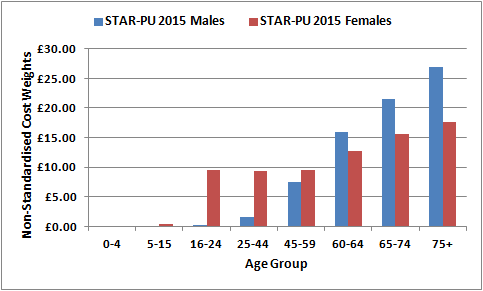 STAR-PU 2015 Males STAR-PU 2015 Females
Non-Standardised Cost Weights
£30.00
£25.00
£20.00
£15.00
£10.00
£5.00
£0.00
0-4 5-15 16-24 25-44 45-59 60-64 65-74 75+
Age Group